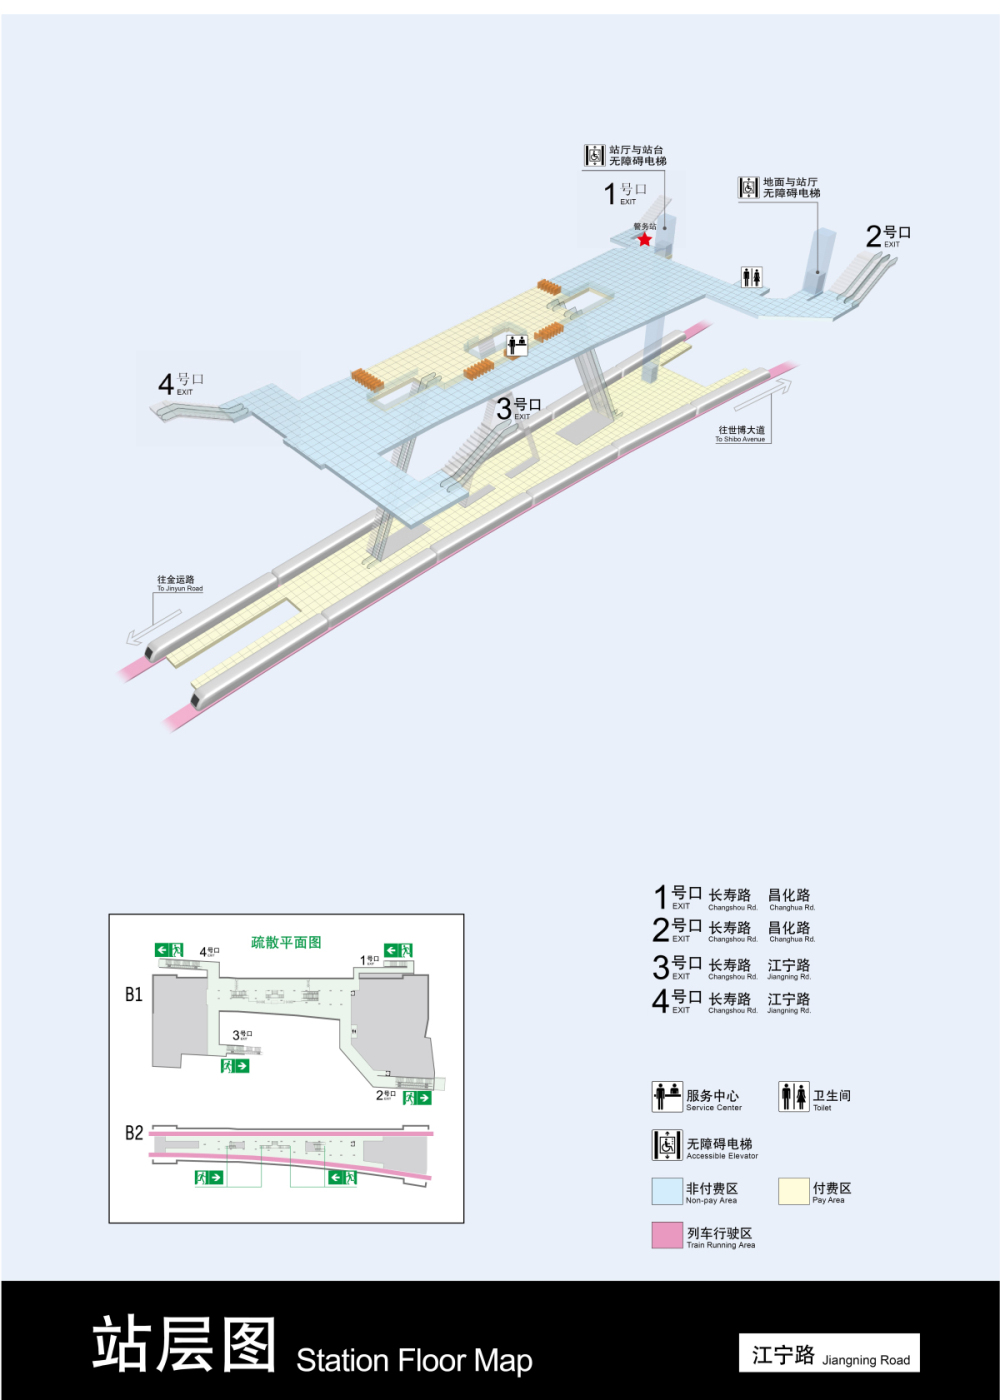 站厅与站台
无障碍电梯
地面与站厅
无障碍电梯
1号口
EXIT
警务站
2号口
EXIT
4号口
EXIT
3号口
EXIT
往世博大道
To Shibo Avenue
往金运路
To Jinyun Road
1号口 长寿路 昌化路
EXIT Changshou Rd. Changhua Rd.
2号口 长寿路 昌化路
EXIT Changshou Rd. Changhua Rd.
3号口 长寿路 江宁路
EXIT Changshou Rd. Jiangning Rd.
4号口 长寿路 江宁路
EXIT Changshou Rd. Jiangning Rd.
疏散平面图
4号口
EXIT
1号口
EXIT
B1
3号口
EXIT
2号口
EXIT
B2
服务中心
Service Center
卫生间
Toilet
无障碍电梯
Accessible Elevator
非付费区
Non-pay Area
付费区
Pay Area
列车行驶区
Train Running Area
站层图 Station Floor Map
江宁路 Jiangning Road